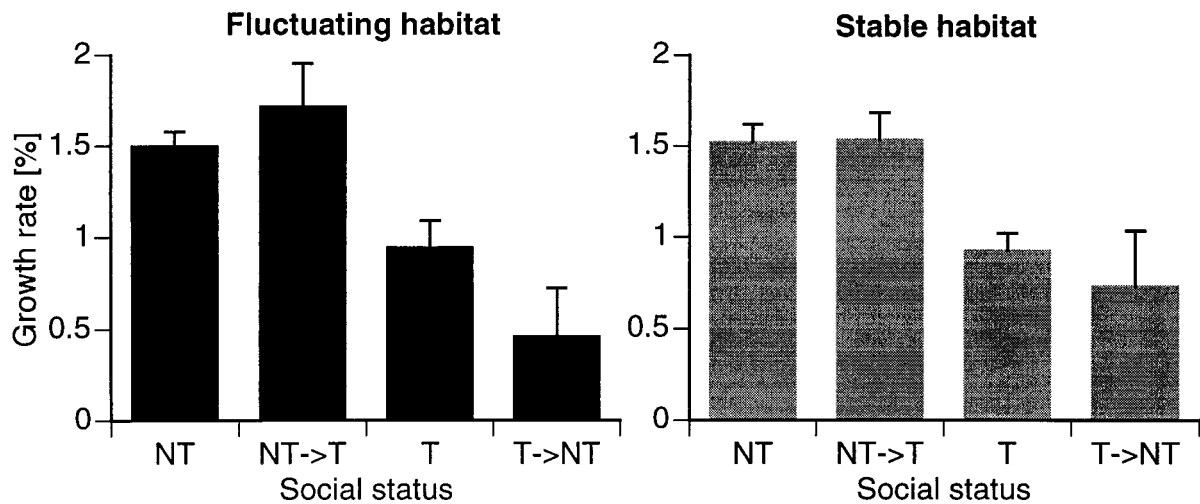 Fluctuating habitat
Growth rate [%]
2
1.5
1
0.5
0
NT NT->T T T->NT
Social status
Stable habitat
2
1.5
1
0.5
0
NT NT->T T T->NT
Social status